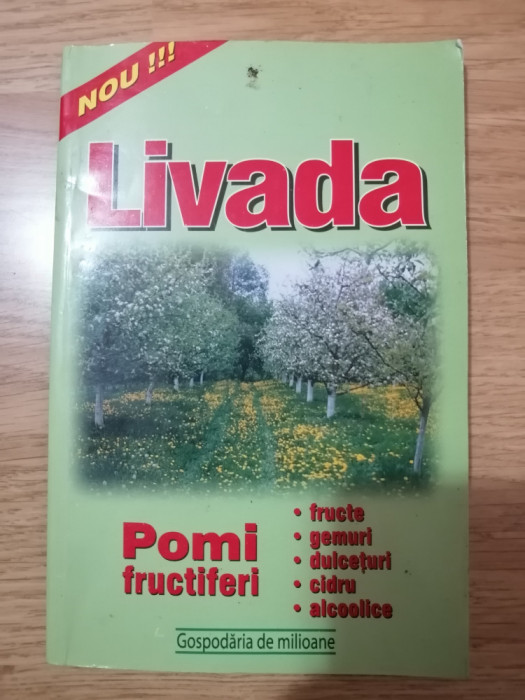 NOU !!!
Livada
Pomi
fructiferi
• fructe
• gemuri
• dulcețuri
• cidru
• alcoolice
Gospodăria de milioane